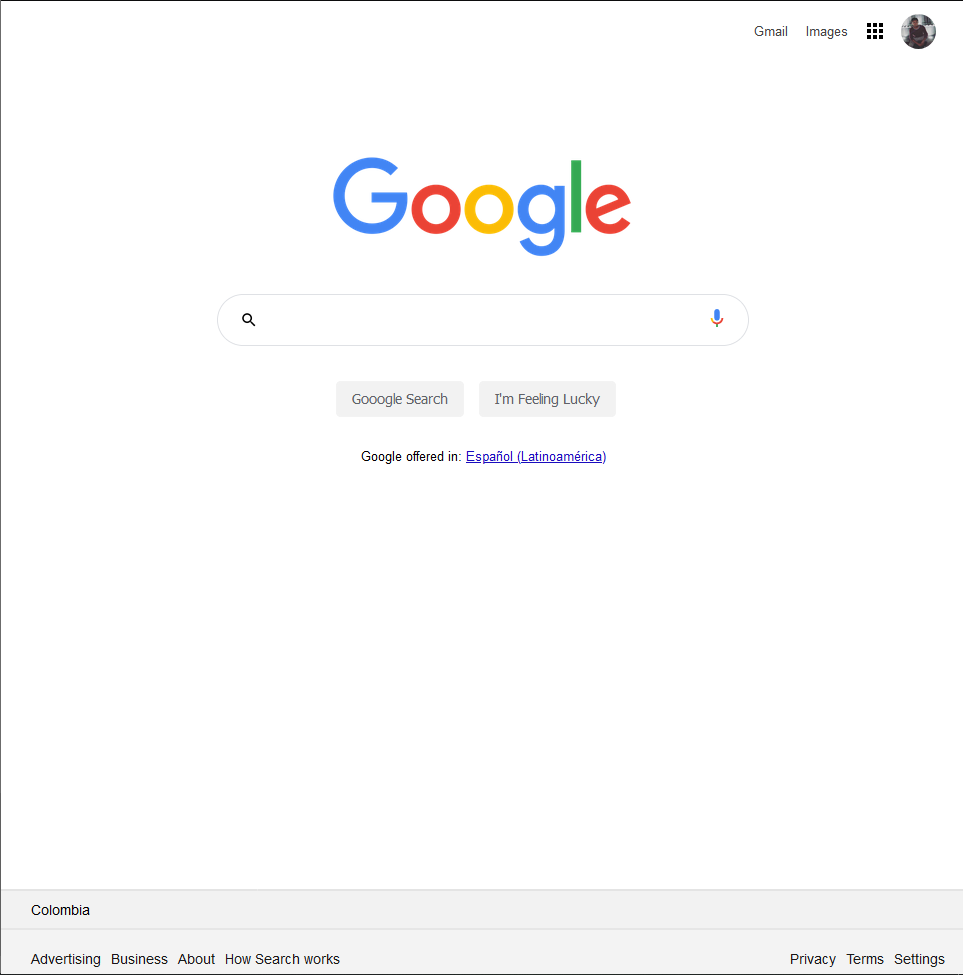 Gmail Images
Google
Gooogle Search I'm Feeling Lucky
Google offered in: Español (Latinoamérica)
Colombia
Advertising Business About How Search works Privacy Terms Settings